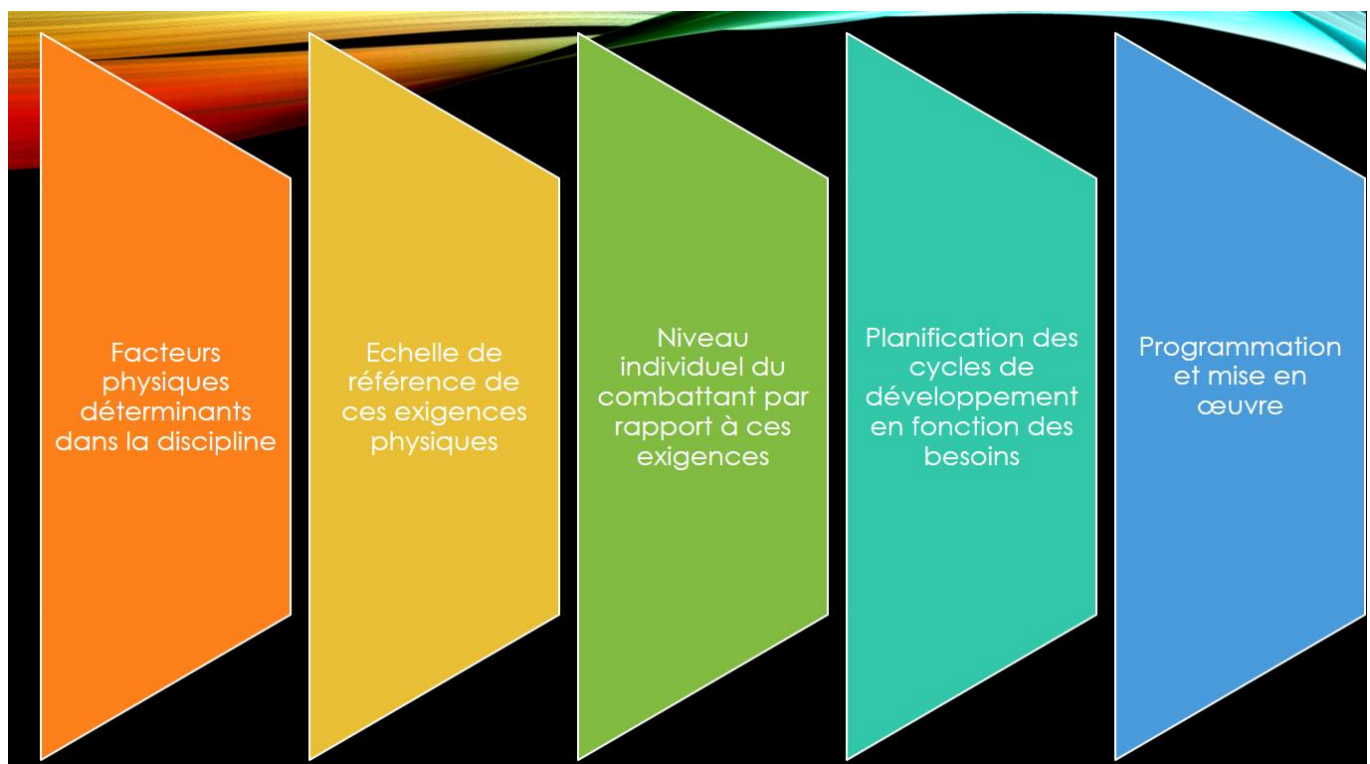 Facteurs
physiques
déterminants
dans la discipline
Echelle de
référence de
ces exigences
physiques
Niveau
individuel du
combattant par
rapport à ces
exigences
Planification des
cycles de
développement
en fonction des
besoins
Programmation
et mise en
œuvre